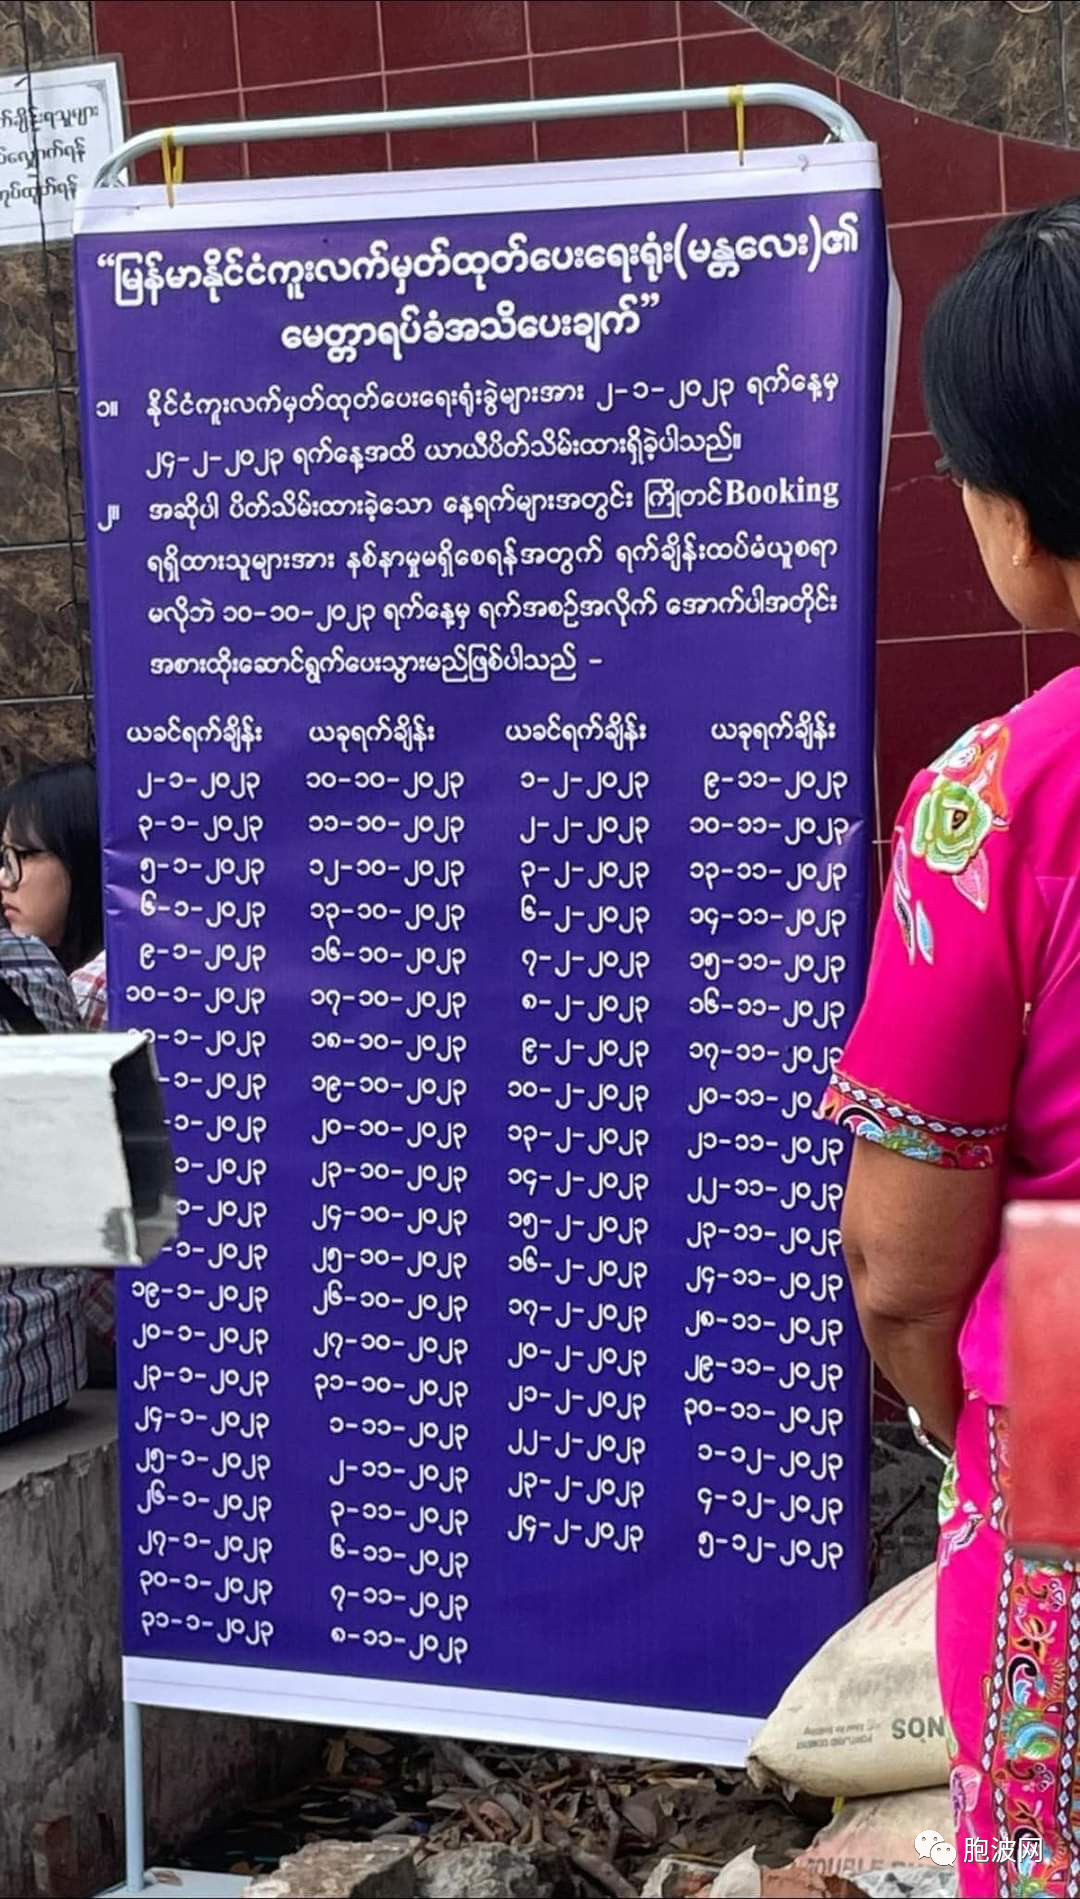 “မြန်မာနိုင်ငံကူးလက်မှတ်ထုတ်ပေးရေးရုံး(မန္တလေး)၏
မေတ္တာရပ်ခံအသိပေးချက်”
၁။ နိုင်ငံကူးလက်မှတ်ထုတ်ပေးရေးရုံးခွဲများအား ၂-၁-၂၀၂၃ ရက်နေ့မှ
၂၄-၂-၂၀၂၃ ရက်နေ့အထိ ယာယီပိတ်သိမ်းထားရှိခဲ့ပါသည်။
၂။ အဆိုပါ ပိတ်သိမ်းထားခဲ့သော နေ့ရက်များအတွင်း ကြိုတင်Booking
ရရှိထားသူများအား နစ်နာမှုမရှိစေရန်အတွက် ရက်ချိန်းထပ်မံယူစရာ
မလိုဘဲ ၁၀-၁၀-၂၀၂၃ ရက်နေ့မှ ရက်အစဉ်အလိုက် အောက်ပါအတိုင်း
အစားထိုးဆောင်ရွက်ပေးသွားမည်ဖြစ်ပါသည် -
ယခင်ရက်ချိန်း ယခုရက်ချိန်း ယခင်ရက်ချိန်း ယခုရက်ချိန်း
၂-၁-၂၀၂၃ ၁၀-၁၀-၂၀၂၃ ၁-၂-၂၀၂၃ ၉-၁၁-၂၀၂၃
၃-၁-၂၀၂၃ ၁၁-၁၀-၂၀၂၃ ၂-၂-၂၀၂၃ ၁၀-၁၁-၂၀၂၃
၅-၁-၂၀၂၃ ၁၂-၁၀-၂၀၂၃ ၃-၂-၂၀၂၃ ၁၃-၁၁-၂၀၂၃
၆-၁-၂၀၂၃ ၁၃-၁၀-၂၀၂၃ ၆-၂-၂၀၂၃ ၁၄-၁၁-၂၀၂၃
၉-၁-၂၀၂၃ ၁၆-၁၀-၂၀၂၃ ၇-၂-၂၀၂၃ ၁၅-၁၁-၂၀၂၃
၁၀-၁-၂၀၂၃ ၁၇-၁၀-၂၀၂၃ ၈-၂-၂၀၂၃ ၁၆-၁၁-၂၀၂၃
-၁-၂၀၂၃ ၁၈-၁၀-၂၀၂၃ ၉-၂-၂၀၂၃ ၁၇-၁၁-၂၀၂၃
-၁-၂၀၂၃ ၁၉-၁၀-၂၀၂၃ ၁၀-၂-၂၀၂၃ ၂၀-၁၁-၂၀၂
-၁-၂၀၂၃ ၂၀-၁၀-၂၀၂၃ ၁၃-၂-၂၀၂၃ ၂၁-၁၁-၂၀၂၃
၁-၂၀၂၃ ၂၃-၁၀-၂၀၂၃ ၁၄-၂-၂၀၂၃ ၂၂-၁၁-၂၀၂၃
၁-၂၀၂၃ ၂၄-၁၀-၂၀၂၃ ၁၅-၂-၂၀၂၃ ၂၃-၁၁-၂၀၂၃
-၁-၂၀၂၃ ၂၅-၁၀-၂၀၂၃ ၁၆-၂-၂၀၂၃ ၂၄-၁၁-၂၀၂၃
၁၉-၁-၂၀၂၃ ၂၆-၁၀-၂၀၂၃ ၁၇-၂-၂၀၂၃ ၂၈-၁၁-၂၀၂၃
၂၀-၁-၂၀၂၃ ၂၇-၁၀-၂၀၂၃ ၂၀-၂-၂၀၂၃ ၂၉-၁၁-၂၀၂၃
၂၃-၁-၂၀၂၃ ၃၁-၁၀-၂၀၂၃ ၂၁-၂-၂၀၂၃ ၃၀-၁၁-၂၀၂၃
၂၄-၁-၂၀၂၃ ၁-၁၁-၂၀၂၃ ၂၂-၂-၂၀၂၃ ၁-၁၂-၂၀၂၃
၂၅-၁-၂၀၂၃ ၂-၁၁-၂၀၂၃ ၂၃-၂-၂၀၂၃ ၄-၁၂-၂၀၂၃
၂၆-၁-၂၀၂၃ ၃-၁၁-၂၀၂၃ ၂၄-၂-၂၀၂၃ ၅-၁၂-၂၀၂၃
၂၇-၁-၂၀၂၃ ၆-၁၁-၂၀၂၃
၃၀-၁-၂၀၂၃ ၇-၁၁-၂၀၂၃
၃၁-၁-၂၀၂၃ ၈-၁၁-၂၀၂၃
胞波网